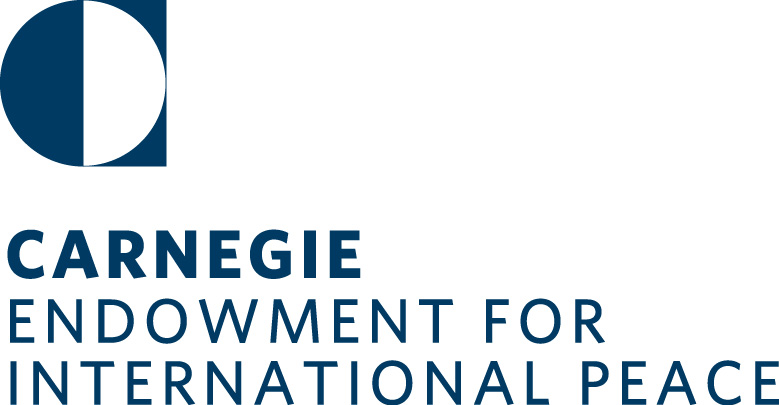 CARNEGIE
ENDOWMENT FOR
INTERNATIONAL PEACE